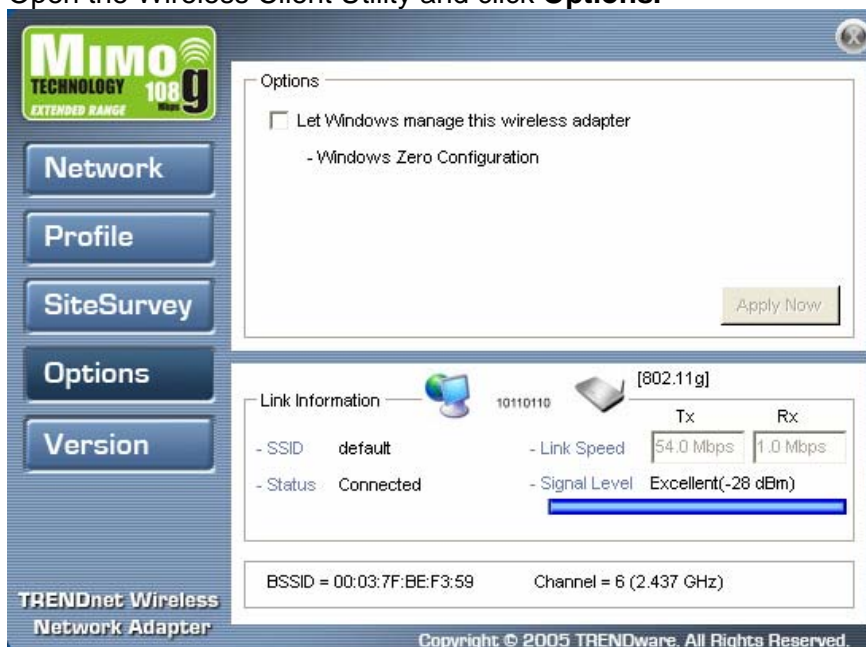 Open the Wireless Client Utility and click Options.
MIMO
TECHNOLOGY 108 Mbps g
EXTENDED RANGE
Network
Profile
SiteSurvey
Options
Version
TRENDnet Wireless
Network Adapter
Options
Let Windows manage this wireless adapter
- Windows Zero Configuration
Apply Now
Link Information
10110110
[802.11g]
Tx Rx
- SSID default
- Link Speed 54.0 Mbps 1.0 Mbps
- Status Connected
- Signal Level Excellent(-28 dBm)
BSSID = 00:03:7F:BE:F3:59 Channel = 6 (2.437 GHz)
Copyright © 2005 TRENDware. All Rights Reserved.